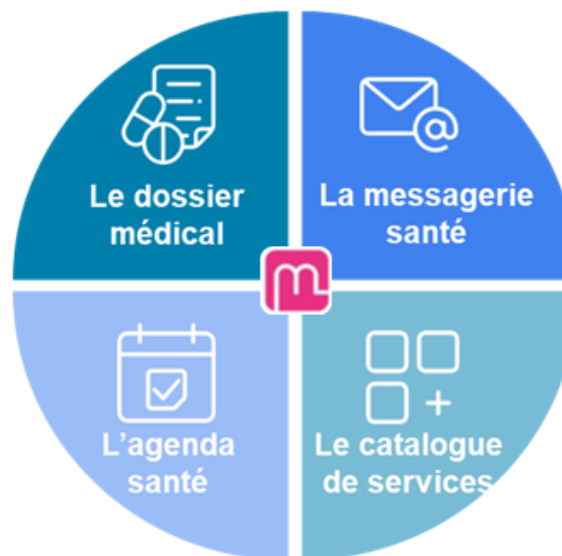 Le dossier
médical
La messagerie
santé
L'agenda
santé
Le catalogue
de services